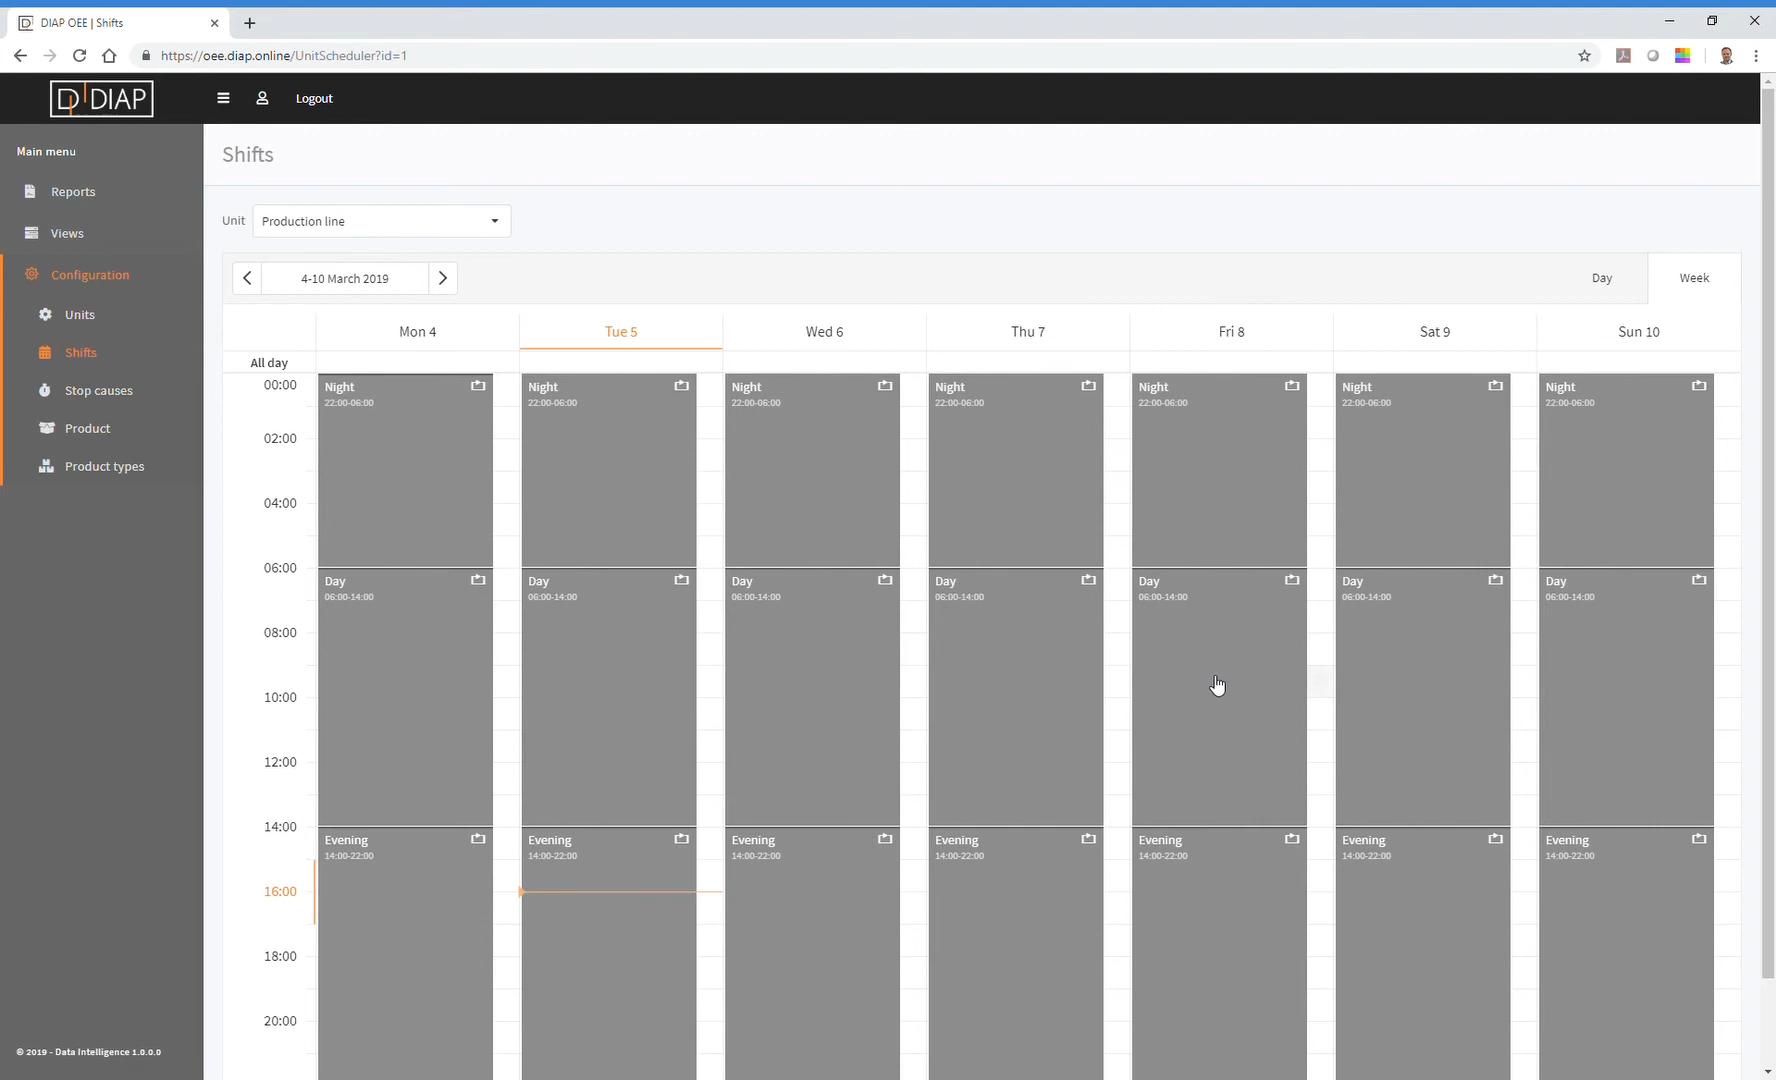 DIAP OEE | Shifts
https://oee.diap.online/UnitScheduler?id=1
DIAP
Logout
Main menu
Reports
Views
Configuration
Units
Shifts
Stop causes
Product
Product types
© 2019 - Data Intelligence 1.0.0.0
Shifts
Unit Production line
4-10 March 2019 Day Week
Mon 4 Tue 5 Wed 6 Thu 7 Fri 8 Sat 9 Sun 10
All day
00:00 Night Night Night Night Night Night Night
22:00-06:00 22:00-06:00 22:00-06:00 22:00-06:00 22:00-06:00 22:00-06:00 22:00-06:00
02:00
04:00
06:00
Day Day Day Day Day Day Day
06:00-14:00 06:00-14:00 06:00-14:00 06:00-14:00 06:00-14:00 06:00-14:00 06:00-14:00
08:00
10:00
12:00
14:00
Evening Evening Evening Evening Evening Evening Evening
14:00-22:00 14:00-22:00 14:00-22:00 14:00-22:00 14:00-22:00 14:00-22:00 14:00-22:00
16:00
18:00
20:00